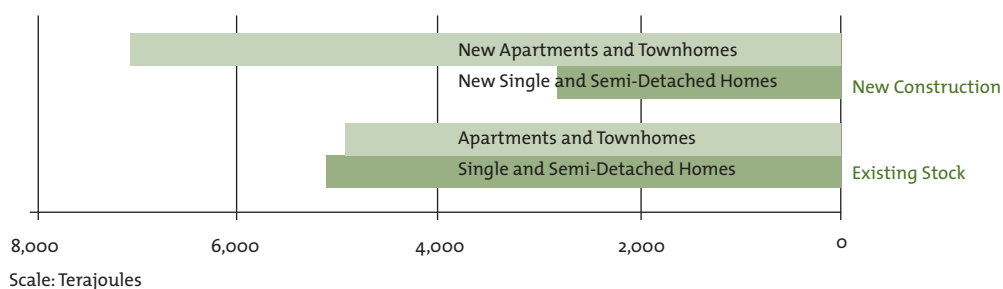 New Apartments and Townhomes
New Single and Semi-Detached Homes
New Construction
Apartments and Townhomes
Single and Semi-Detached Homes
Existing Stock
8,000 6,000 4,000 2,000 0
Scale: Terajoules